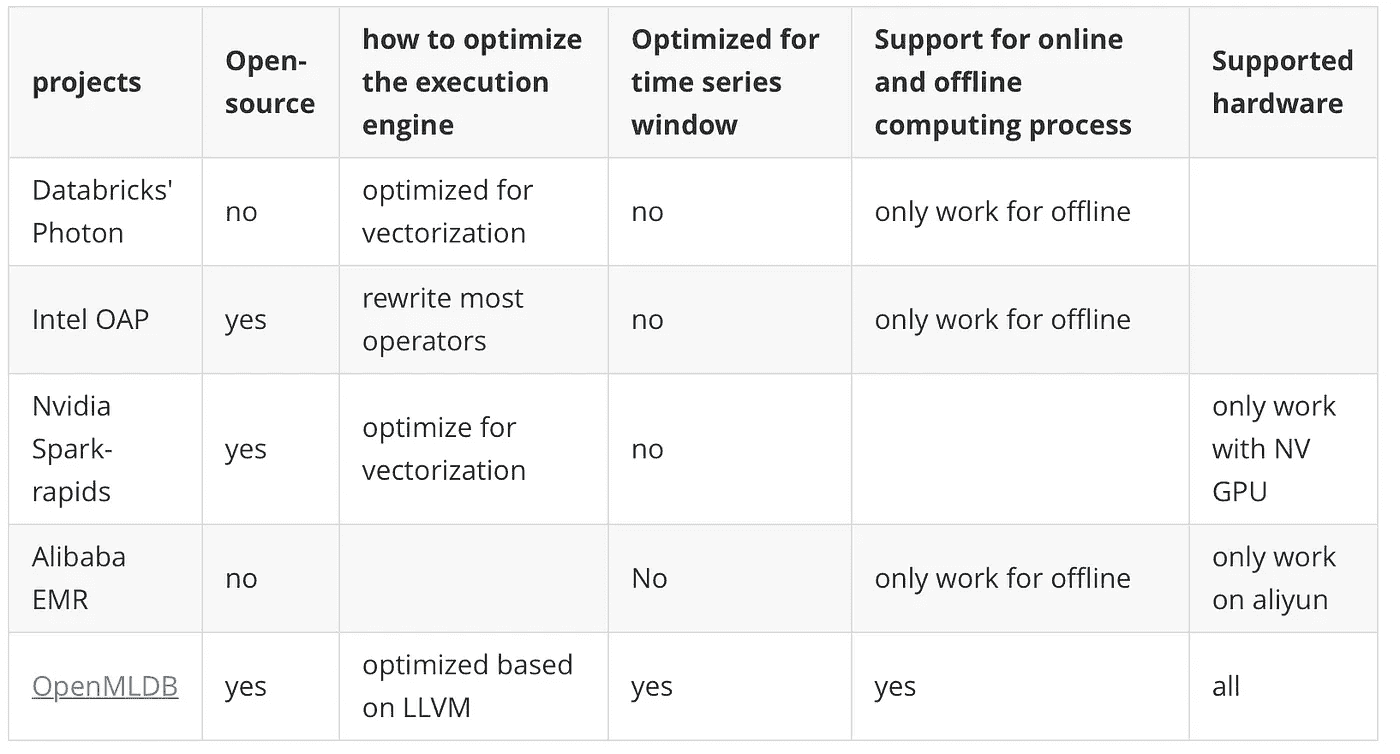 projects
Open-
source
how to optimize
the execution
engine
Optimized for
time series
window
Support for online
and offline
computing process
Supported
hardware
Databricks'
Photon
no
optimized for
vectorization
no
only work for offline
Intel OAP
yes
rewrite most
operators
no
only work for offline
Nvidia
Spark-
rapids
yes
optimize for
vectorization
no
only work
with NV
GPU
Alibaba
EMR
no
No
only work for offline
only work
on aliyun
OpenMLDB
yes
optimized based
on LLVM
yes
yes
all